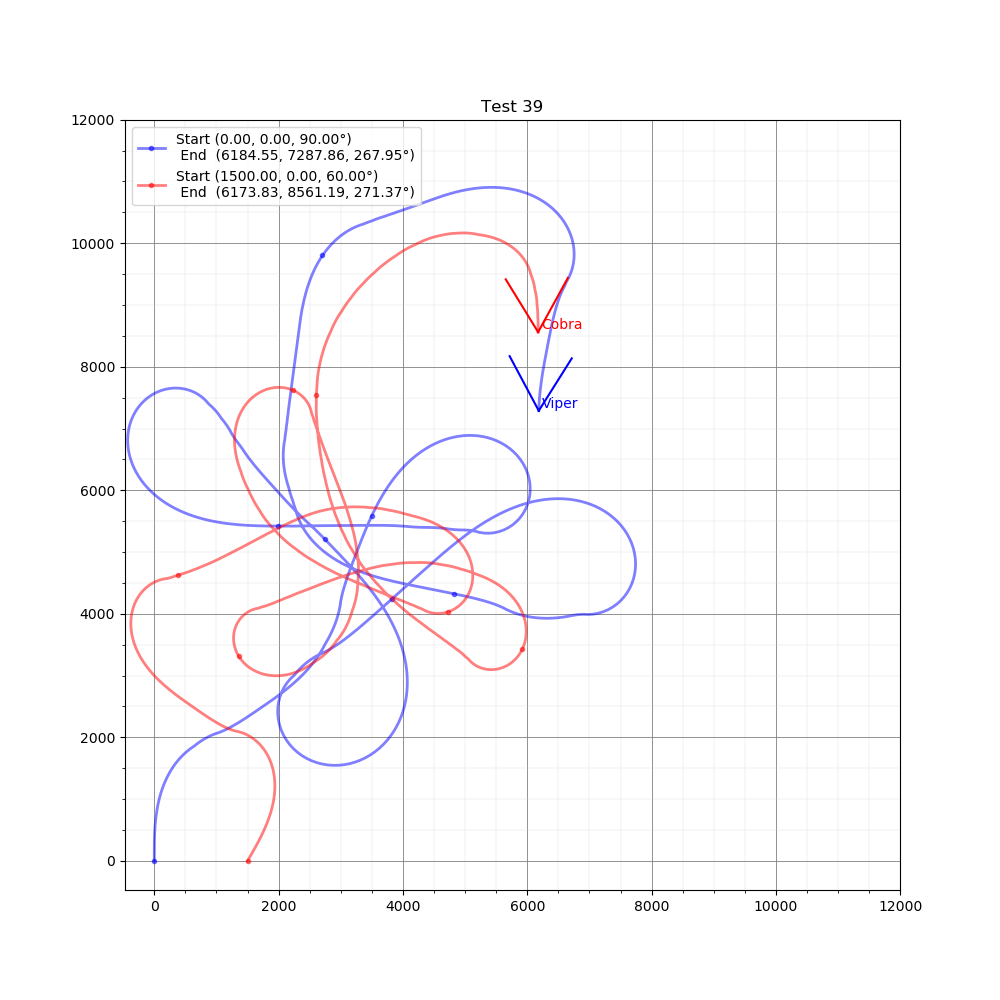 Test 39
12000
10000
8000
6000
4000
2000
0
Start (0.00, 0.00, 90.00°)
End (6184.55, 7287.86, 267.95°)
Start (1500.00, 0.00, 60.00°)
End (6173.83, 8561.19, 271.37°)
Cobra
Viper
0 2000 4000 6000 8000 10000 12000